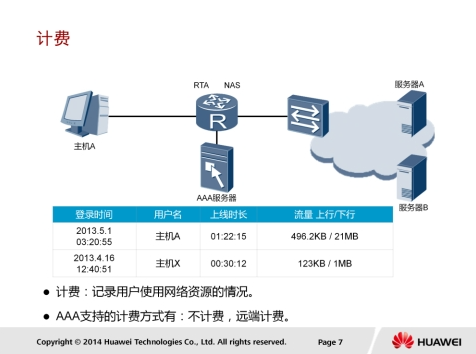 计费
RTA NAS
服务器A
主机A
AAA服务器
服务器B
登录时间 用户名 上线时长 流量 上行/下行
2013.5.1
03:20:55 主机A 01:22:15 496.2KB / 21MB
2013.4.16
12:40:51 主机X 00:30:12 123KB / 1MB
● 计费：记录用户使用网络资源的情况。
● AAA支持的计费方式有：不计费，远端计费。
Copyright © 2014 Huawei Technologies Co., Ltd. All rights reserved. Page 7 HUAWEI